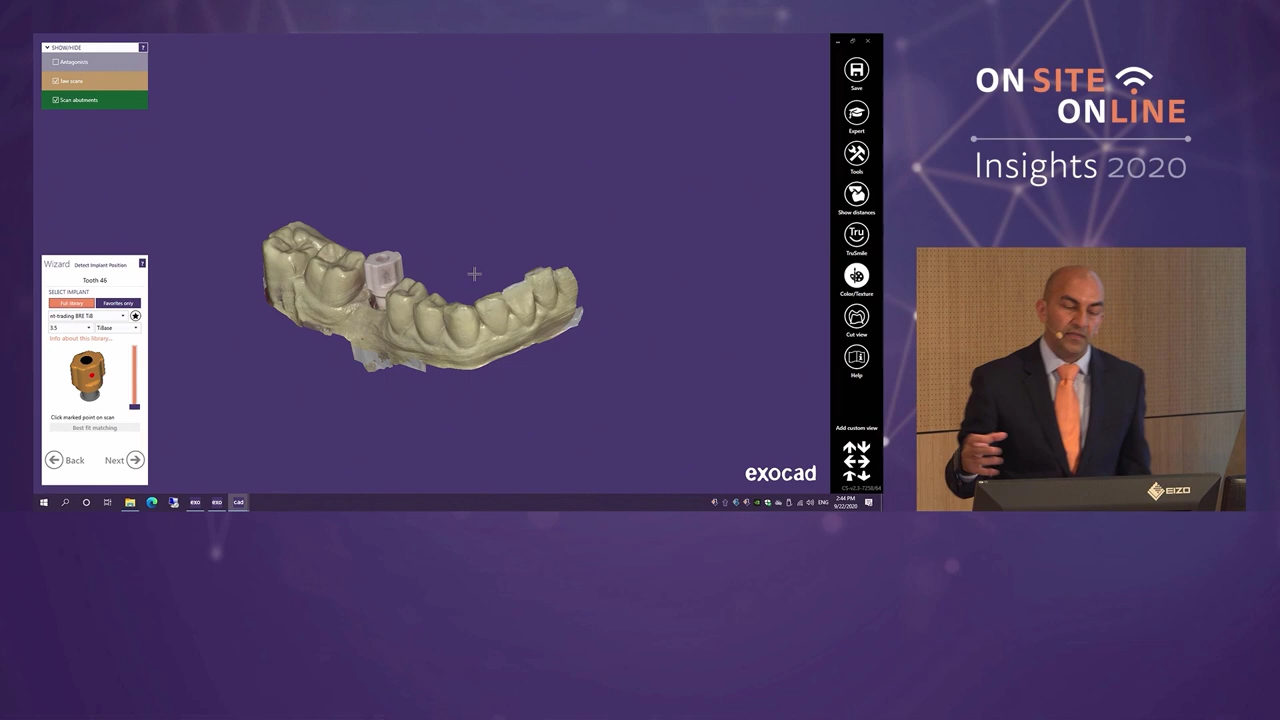 SHOW/HIDE
?
Antagonists
Jaw scans
Scan abutments
Wizard Detect Implant Position ?
Tooth 46
SELECT IMPLANT
Full library Favorites only
nt-trading BRE TiB
3.5 TiBase
Info about this library...
Click marked point on scan
Best fit matching
Back Next
Save
Expert
Tools
Show distances
Tru
TruSmile
Color/Texture
Cut view
Help
Add custom view
exocad
exo exo cad
ENG
2:44 PM
9/22/2020
ON SITE
ONLINE
Insights 2020
EIZO